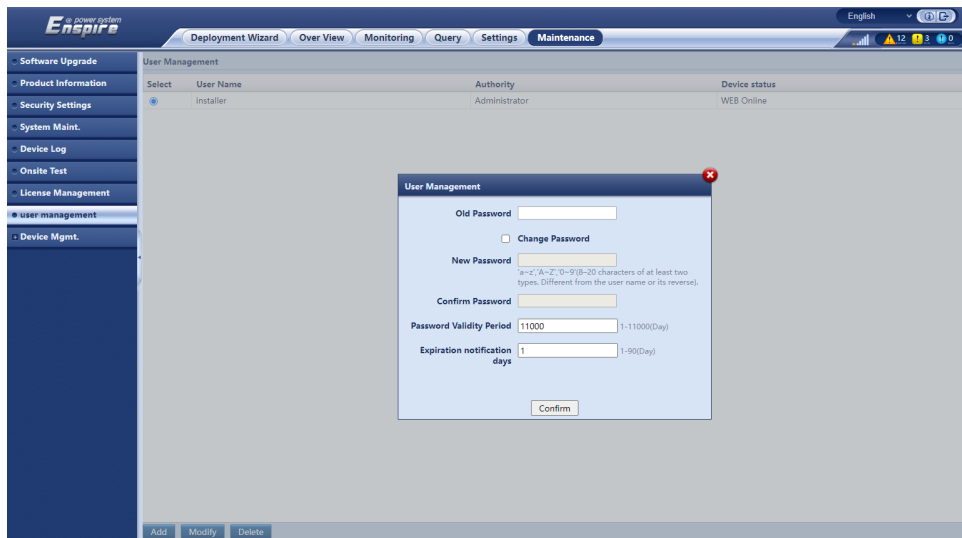 Enspire e power system
English
Deployment Wizard Over View Monitoring Query Settings Maintenance
12 3 0
Software Upgrade
Product Information
Security Settings
System Maint.
Device Log
Onsite Test
License Management
user management
Device Mgmt.
User Management
Select User Name Authority Device status
Installer Administrator WEB Online
User Management
Old Password
Change Password
New Password
'a~z','A~Z','0~9'(8~20 characters of at least two
types. Different from the user name or its reverse).
Confirm Password
Password Validity Period 11000 1-11000(Day)
Expiration notification 1 1-90(Day)
days
Confirm
Add Modify Delete